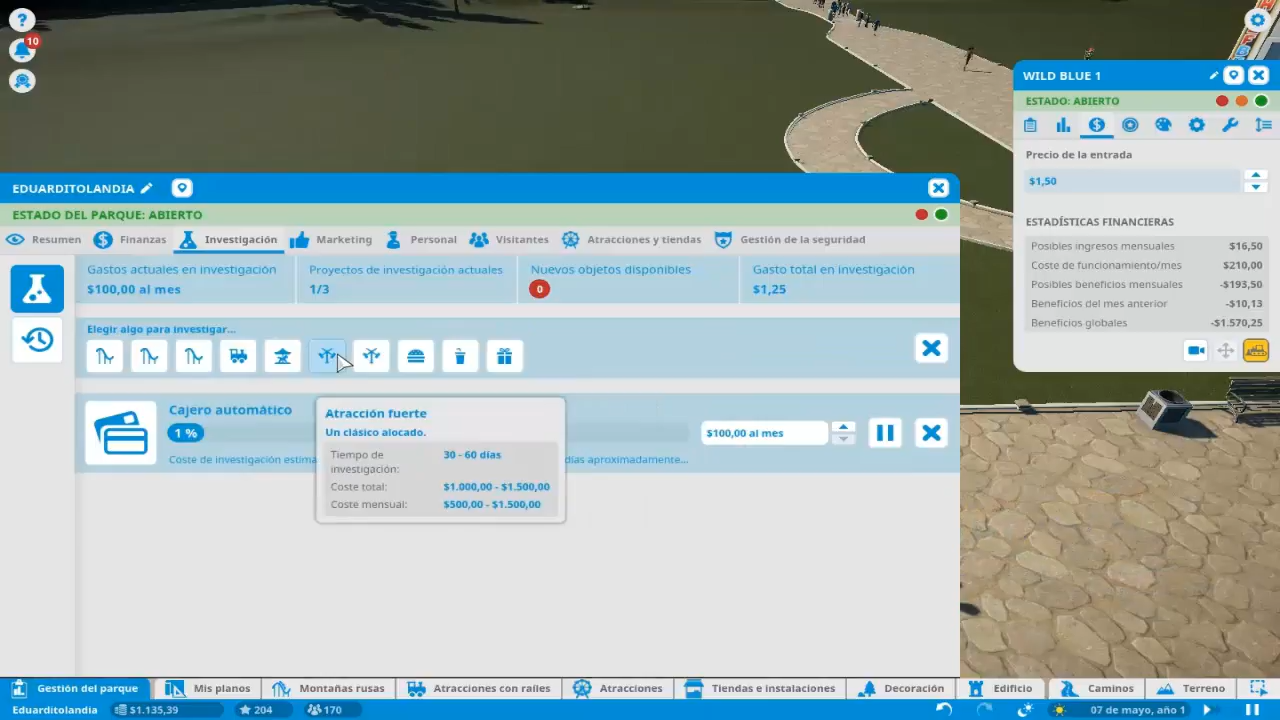 ?
10
WILD BLUE 1
ESTADO: ABIERTO
Precio de la entrada
$1,50
ESTADÍSTICAS FINANCIERAS
Posibles ingresos mensuales $16,50
Coste de funcionamiento/mes $210,00
Posibles beneficios mensuales -$193,50
Beneficios del mes anterior -$10,13
Beneficios globales -$1.570,25
EDUARDITOLANDIA
ESTADO DEL PARQUE: ABIERTO
Resumen Finanzas Investigación Marketing Personal Visitantes Atracciones y tiendas Gestión de la seguridad
Gastos actuales en investigación Proyectos de investigación actuales Nuevos objetos disponibles Gasto total en investigación
$100,00 al mes 1/3 0 $1,25
Elegir algo para investigar...
Cajero automático
1 %
$100,00 al mes
Coste de investigación estima días aproximadamente...
Atracción fuerte
Un clásico alocado.
Tiempo de investigación: 30 - 60 días
Coste total: $1.000,00 - $1.500,00
Coste mensual: $500,00 - $1.500,00
Gestión del parque Mis planos Montañas rusas Atracciones con raíles Atracciones Tiendas e instalaciones Decoración Edificio Caminos Terreno
Eduarditolandia $1.135,39 204 170 07 de mayo, año 1